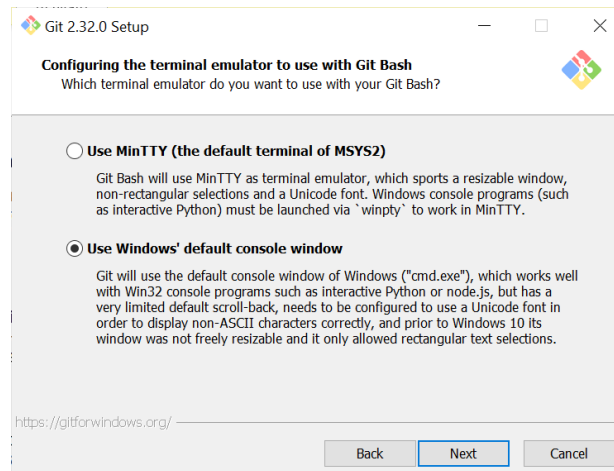 Git 2.32.0 Setup
Configuring the terminal emulator to use with Git Bash
Which terminal emulator do you want to use with your Git Bash?
Use MinTTY (the default terminal of MSYS2)
Git Bash will use MinTTY as terminal emulator, which sports a resizable window,
non-rectangular selections and a Unicode font. Windows console programs (such
as interactive Python) must be launched via `winpty` to work in MinTTY.
Use Windows' default console window
Git will use the default console window of Windows ("cmd.exe"), which works well
with Win32 console programs such as interactive Python or node.js, but has a
very limited default scroll-back, needs to be configured to use a Unicode font in
order to display non-ASCII characters correctly, and prior to Windows 10 its
window was not freely resizable and it only allowed rectangular text selections.
https://gitforwindows.org/
Back
Next
Cancel